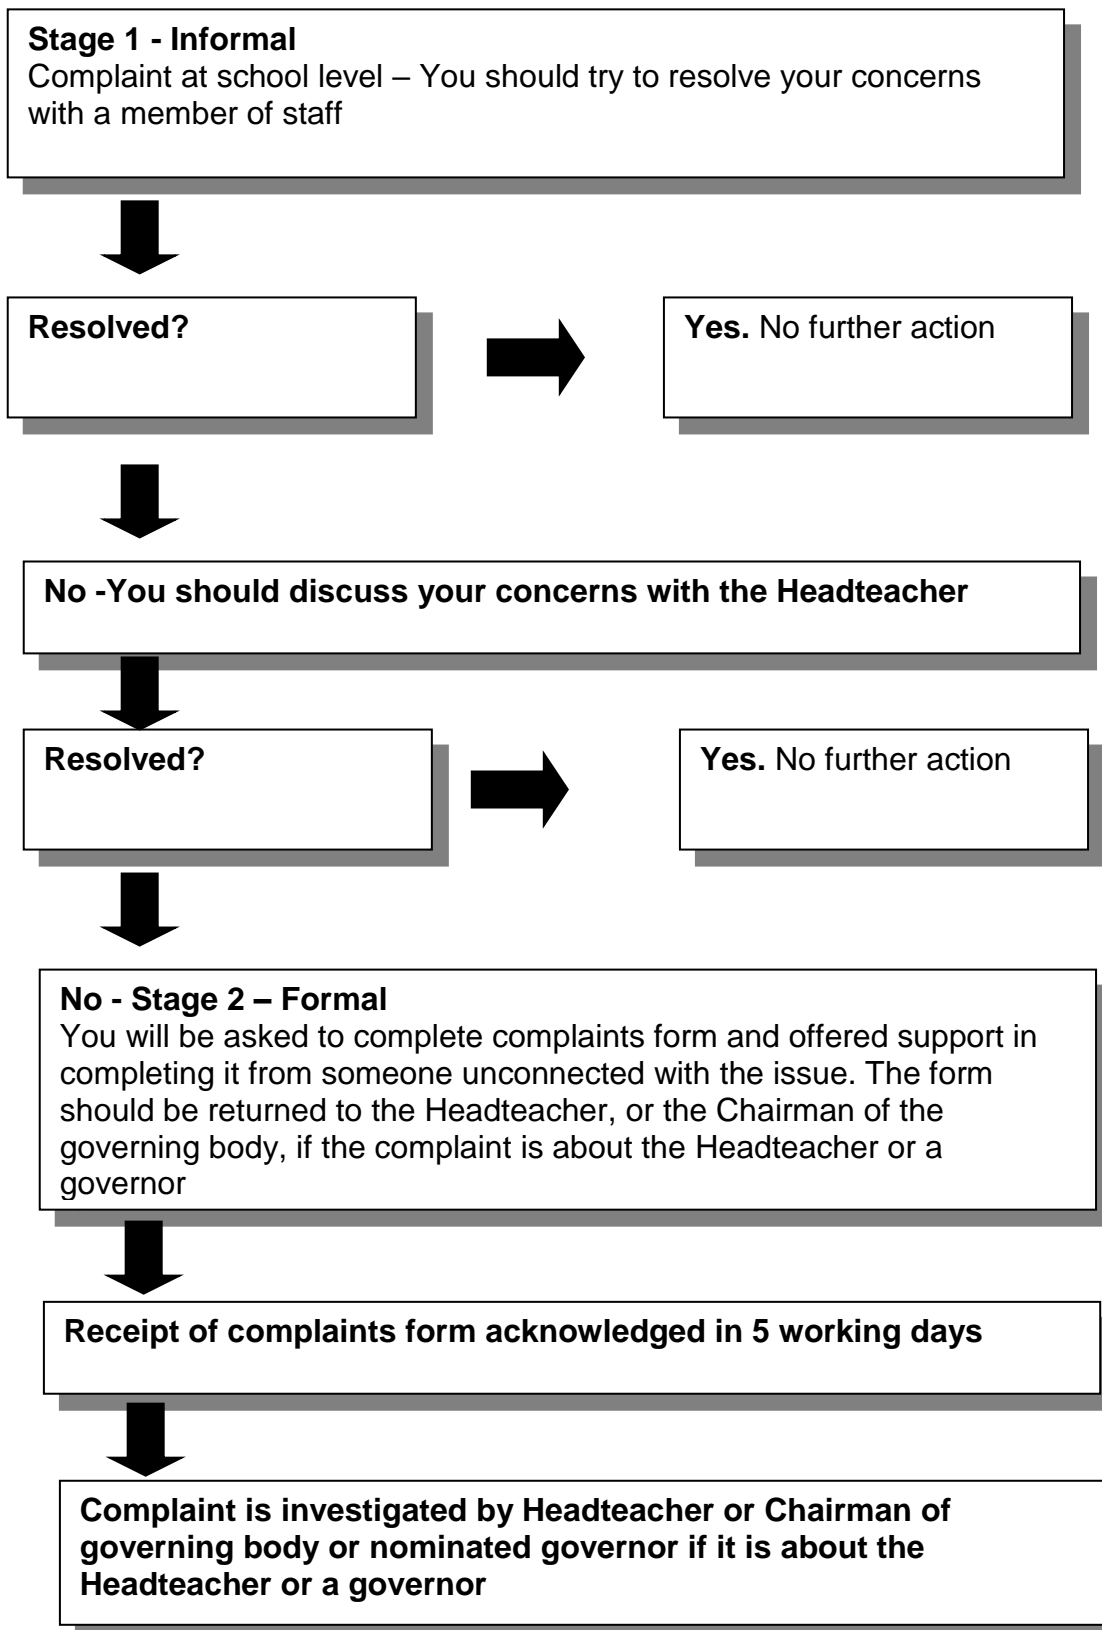 Stage 1 - Informal
Complaint at school level – You should try to resolve your concerns
with a member of staff
Resolved?
Yes. No further action
No -You should discuss your concerns with the Headteacher
Resolved?
Yes. No further action
No - Stage 2 – Formal
You will be asked to complete complaints form and offered support in
completing it from someone unconnected with the issue. The form
should be returned to the Headteacher, or the Chairman of the
governing body, if the complaint is about the Headteacher or a
governor
Receipt of complaints form acknowledged in 5 working days
Complaint is investigated by Headteacher or Chairman of
governing body or nominated governor if it is about the
Headteacher or a governor